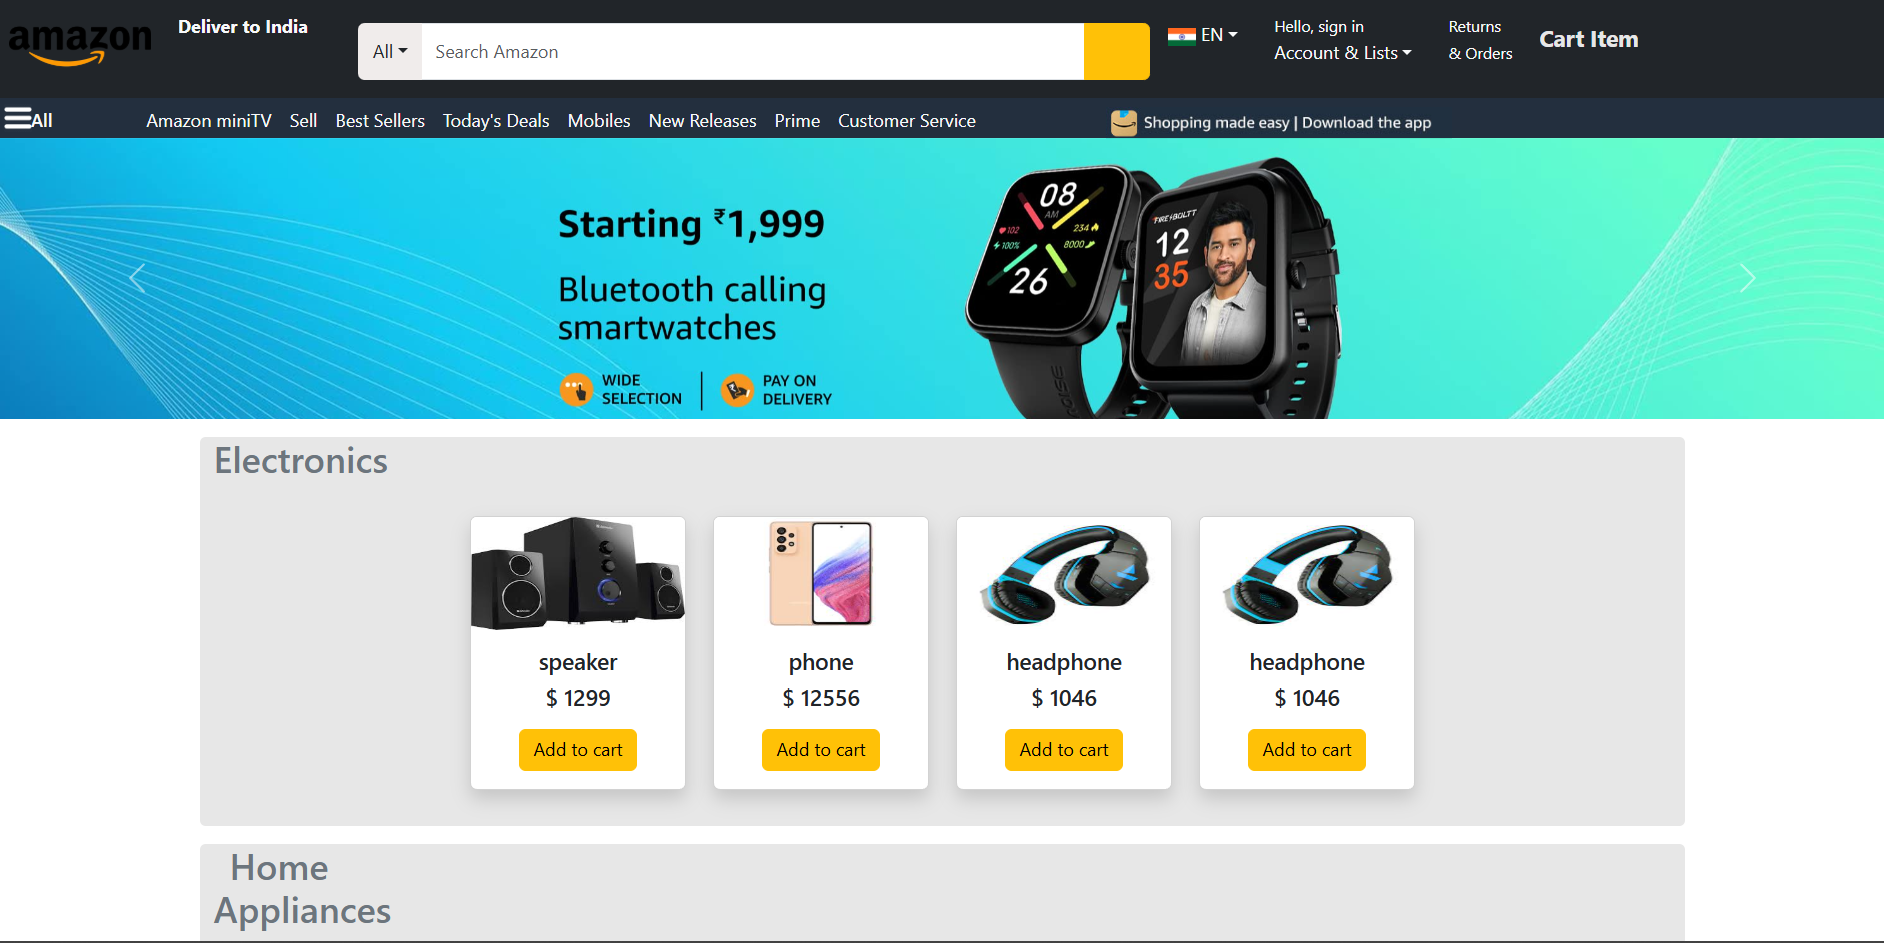 amazon
Deliver to India
All
Search Amazon
EN
Hello, sign in
Account & Lists
Returns
& Orders
Cart Item
All
Amazon miniTV Sell Best Sellers Today's Deals Mobiles New Releases Prime Customer Service
Shopping made easy | Download the app
Starting ₹1,999
Bluetooth calling
smartwatches
WIDE
SELECTION
PAY ON
DELIVERY
08
AM
102
234
100%
8000
26
NOISE
FIRE BOLTT
12
35
Electronics
speaker
$ 1299
Add to cart
phone
$ 12556
Add to cart
headphone
$ 1046
Add to cart
headphone
$ 1046
Add to cart
Home
Appliances